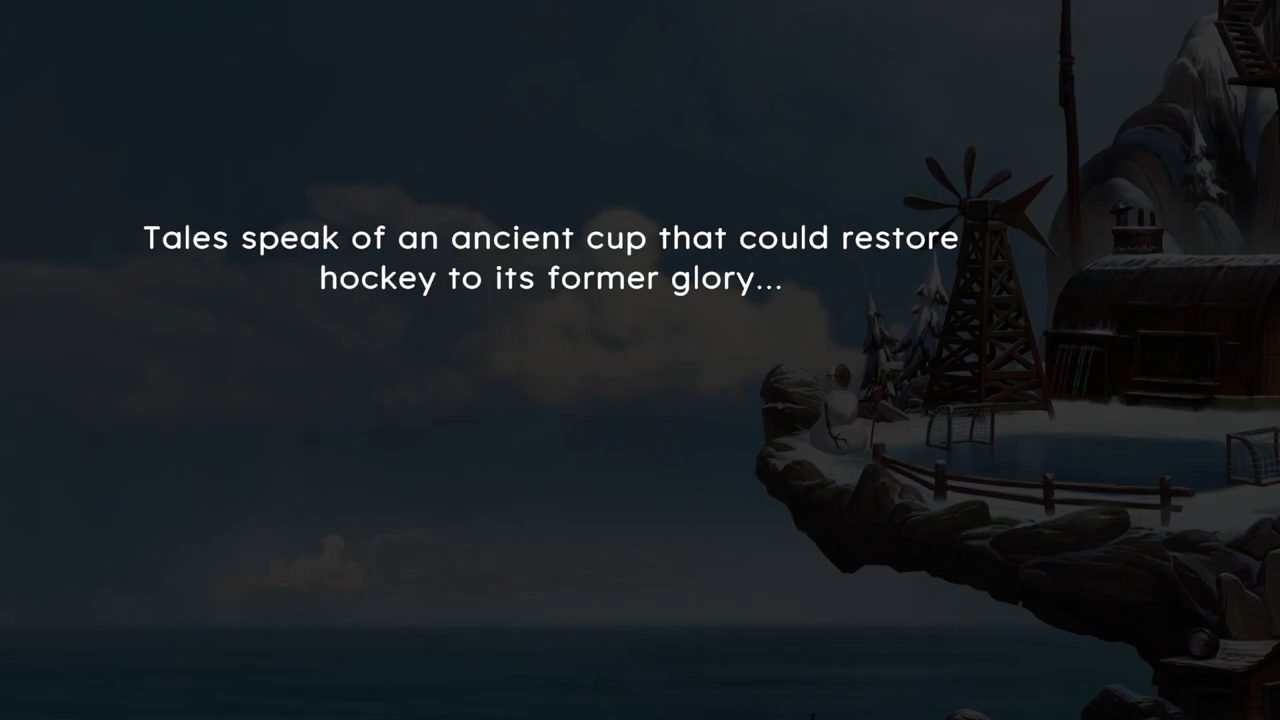 Tales speak of an ancient cup that could restore
hockey to its former glory...